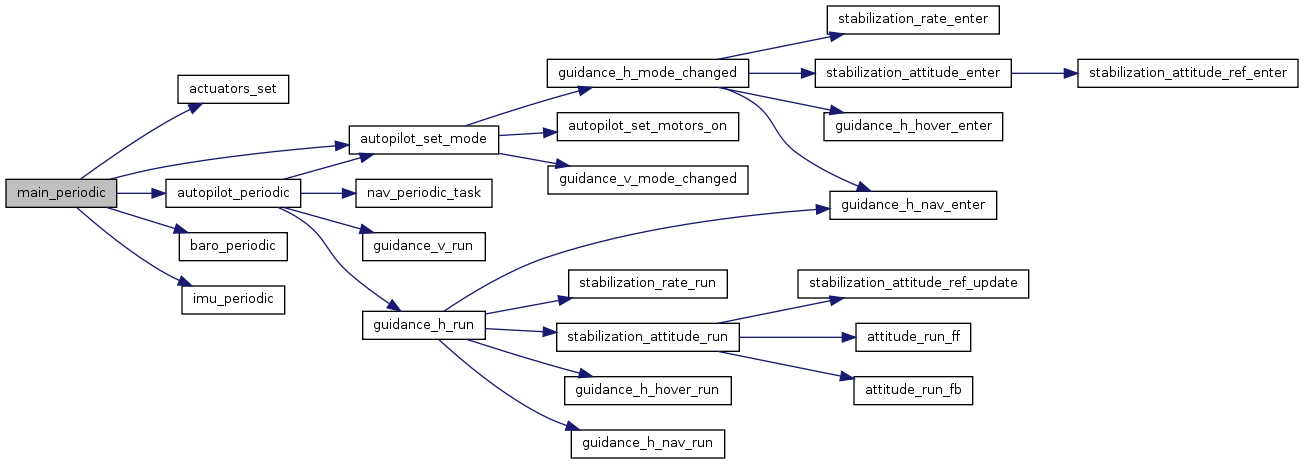 stabilization_rate_enter
guidance_h_mode_changed
stabilization_attitude_enter
stabilization_attitude_ref_enter
actuators_set
autopilot_set_motors_on
guidance_h_hover_enter
autopilot_set_mode
guidance_v_mode_changed
main_periodic
autopilot_periodic
nav_periodic_task
guidance_h_nav_enter
baro_periodic
guidance_v_run
imu_periodic
stabilization_rate_run
stabilization_attitude_ref_update
guidance_h_run
stabilization_attitude_run
attitude_run_ff
guidance_h_hover_run
attitude_run_fb
guidance_h_nav_run